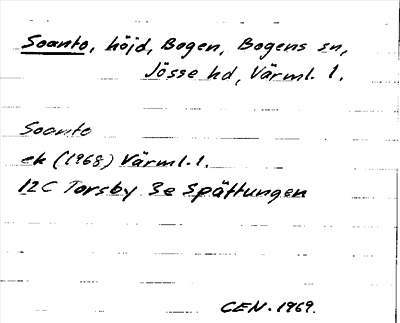 Soanto, höjd, Bogen, Bogens sn,
Jösse hd, Värml. l.
Soanto
ek (1968) Värml. l.
12C Torsby 3e Spättungen
CEN. 1969.